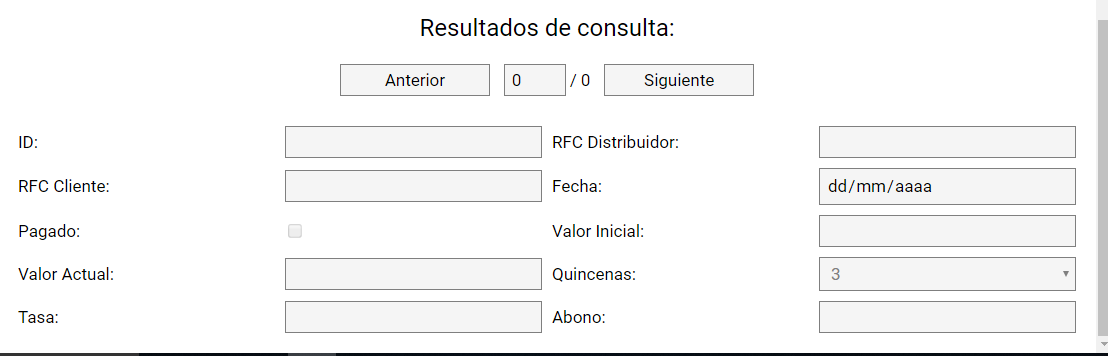 Resultados de consulta:
Anterior 0 / 0 Siguiente
ID: RFC Distribuidor:
RFC Cliente: Fecha: dd/mm/aaaa
Pagado: Valor Inicial:
Valor Actual: Quincenas: 3
Tasa: Abono: